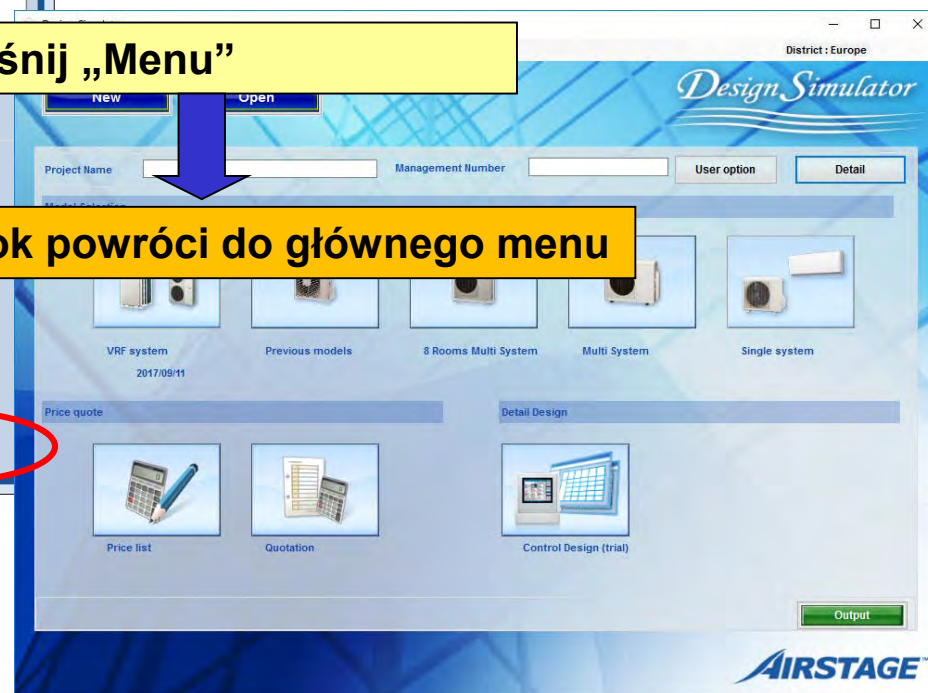 śnij „Menu”
District : Europe
New
Open
Design Simulator
Project Name
Management Number
User option
Detail
ok powróci do głównego menu
VRF system
Previous models
8 Rooms Multi System
Multi System
Single system
2017/09/11
Price quote
Detail Design
Price list
Quotation
Control Design (trial)
Output
AIRSTAGE™